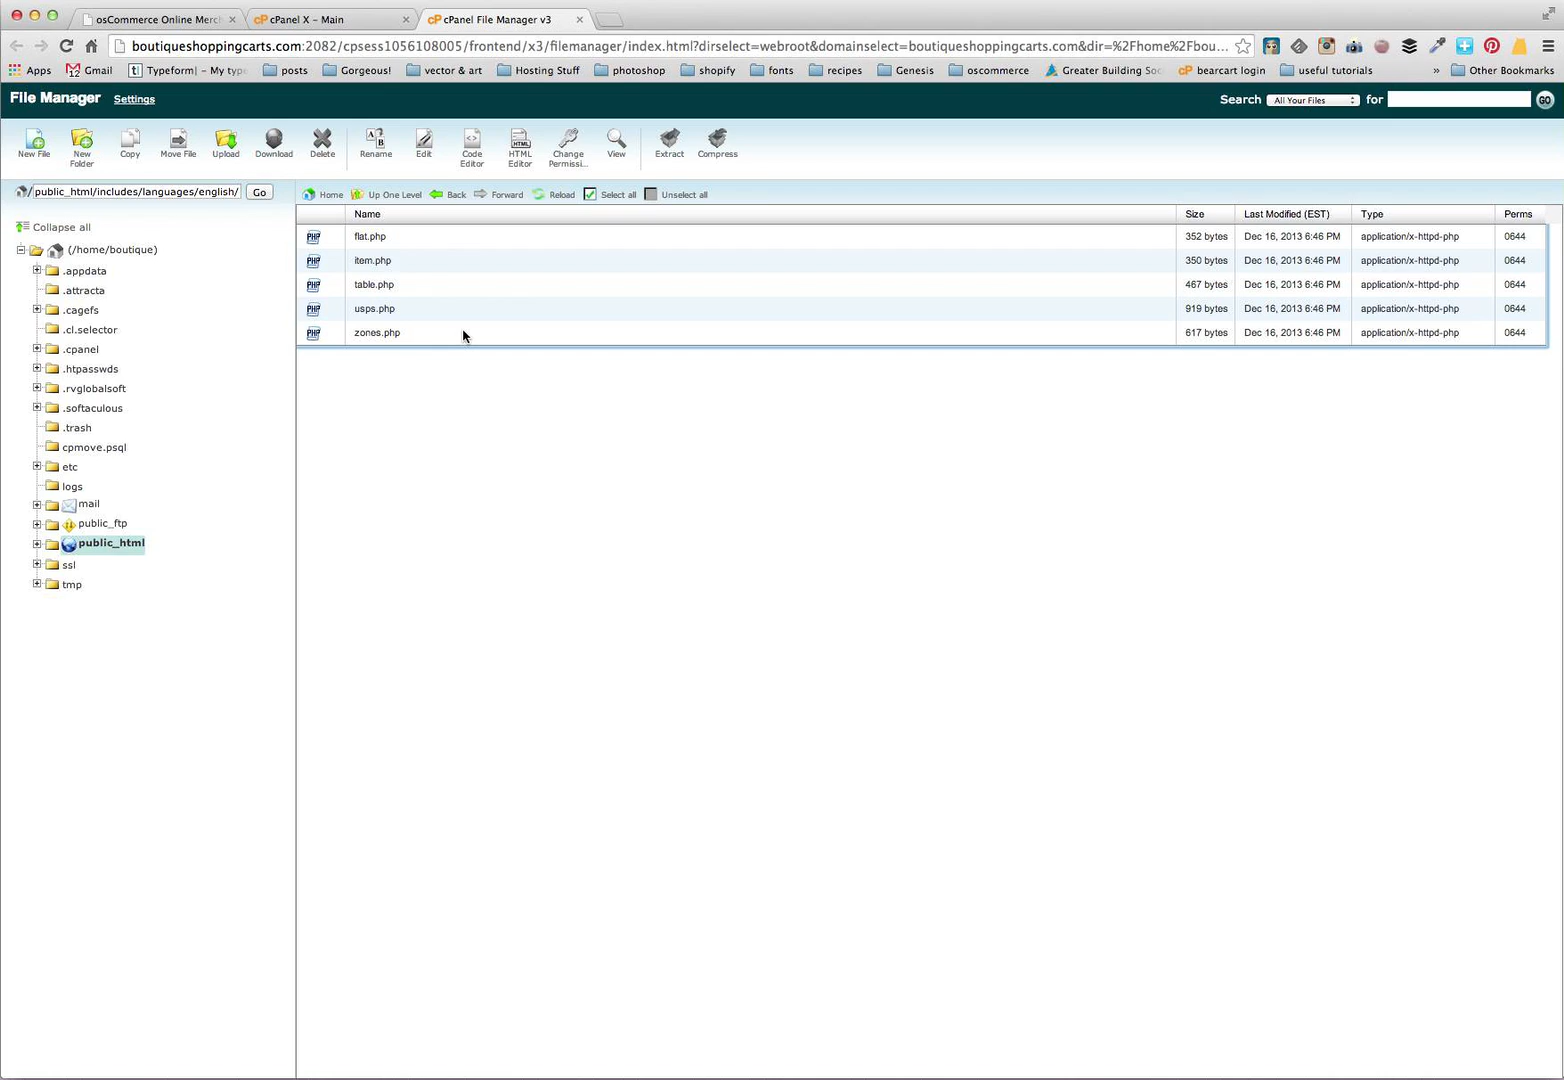 osCommerce Online Merch
cPanel X – Main
cPanel File Manager v3
boutiqueshoppingcarts.com:2082/cpsess1056108005/frontend/x3/filemanager/index.html?dirselect=webroot&domainselect=boutiqueshoppingcarts.com&dir=%2Fhome%2Fbou...
Apps
12 Gmail
Typeform| – My type
posts
Gorgeous!
vector & art
Hosting Stuff
photoshop
shopify
fonts
recipes
Genesis
oscommerce
Greater Building Soc
bearcart login
useful tutorials
»
Other Bookmarks
File Manager
Settings
Search
All Your Files
for
GO
New File
New Folder
Copy
Move File
Upload
Download
Delete
Rename
Edit
Code Editor
HTML Editor
Change Permissi...
View
Extract
Compress
/public_html/includes/languages/english/
Go
Home
Up One Level
Back
Forward
Reload
Select all
Unselect all
Collapse all
(/home/boutique)
.appdata
.attracta
.cagefs
.cl.selector
.cpanel
.htpasswds
.rvglobalsoft
.softaculous
.trash
cpmove.psql
etc
logs
mail
public_ftp
public_html
ssl
tmp
Name Size Last Modified (EST) Type Perms
PHP flat.php 352 bytes Dec 16, 2013 6:46 PM application/x-httpd-php 0644
PHP item.php 350 bytes Dec 16, 2013 6:46 PM application/x-httpd-php 0644
PHP table.php 467 bytes Dec 16, 2013 6:46 PM application/x-httpd-php 0644
PHP usps.php 919 bytes Dec 16, 2013 6:46 PM application/x-httpd-php 0644
PHP zones.php 617 bytes Dec 16, 2013 6:46 PM application/x-httpd-php 0644